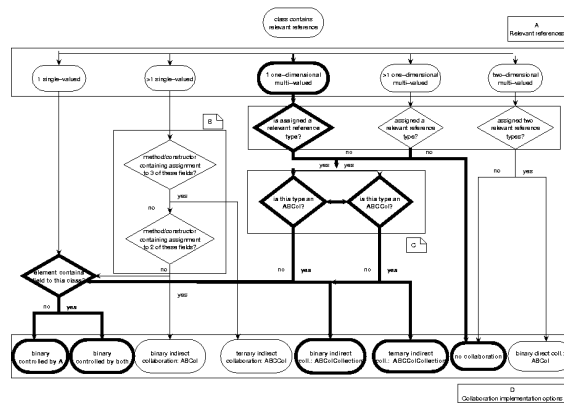 class contains
relevant reference
A
Relevant references
1 single-valued
>1 single-valued
1 one-dimensional
multi-valued
>1 one-dimensional
multi-valued
two-dimensional
multi-valued
B
is assigned a
relevant reference
type?
assigned a
relevant reference
type?
assigned two
relevant reference
types?
no
no
no
yes
yes
yes
method/constructor
containing assignment
to 3 of these fields?
yes
no
is this type an
ABCol?
is this type an
ABCCol?
C
method/constructor
containing assignment
to 2 of these fields?
no
element contains
field to this class?
no
yes
yes
no
yes
no
yes
binary
controlled by A
binary
controlled by both
binary indirect
collaboration: ABCol
ternary indirect
collaboration: ABCCol
binary indirect
coll.: ABColCollection
ternary indirect
coll.: ABCColCollection
no collaboration
binary direct coll.:
ABCol
D
Collaboration implementation options